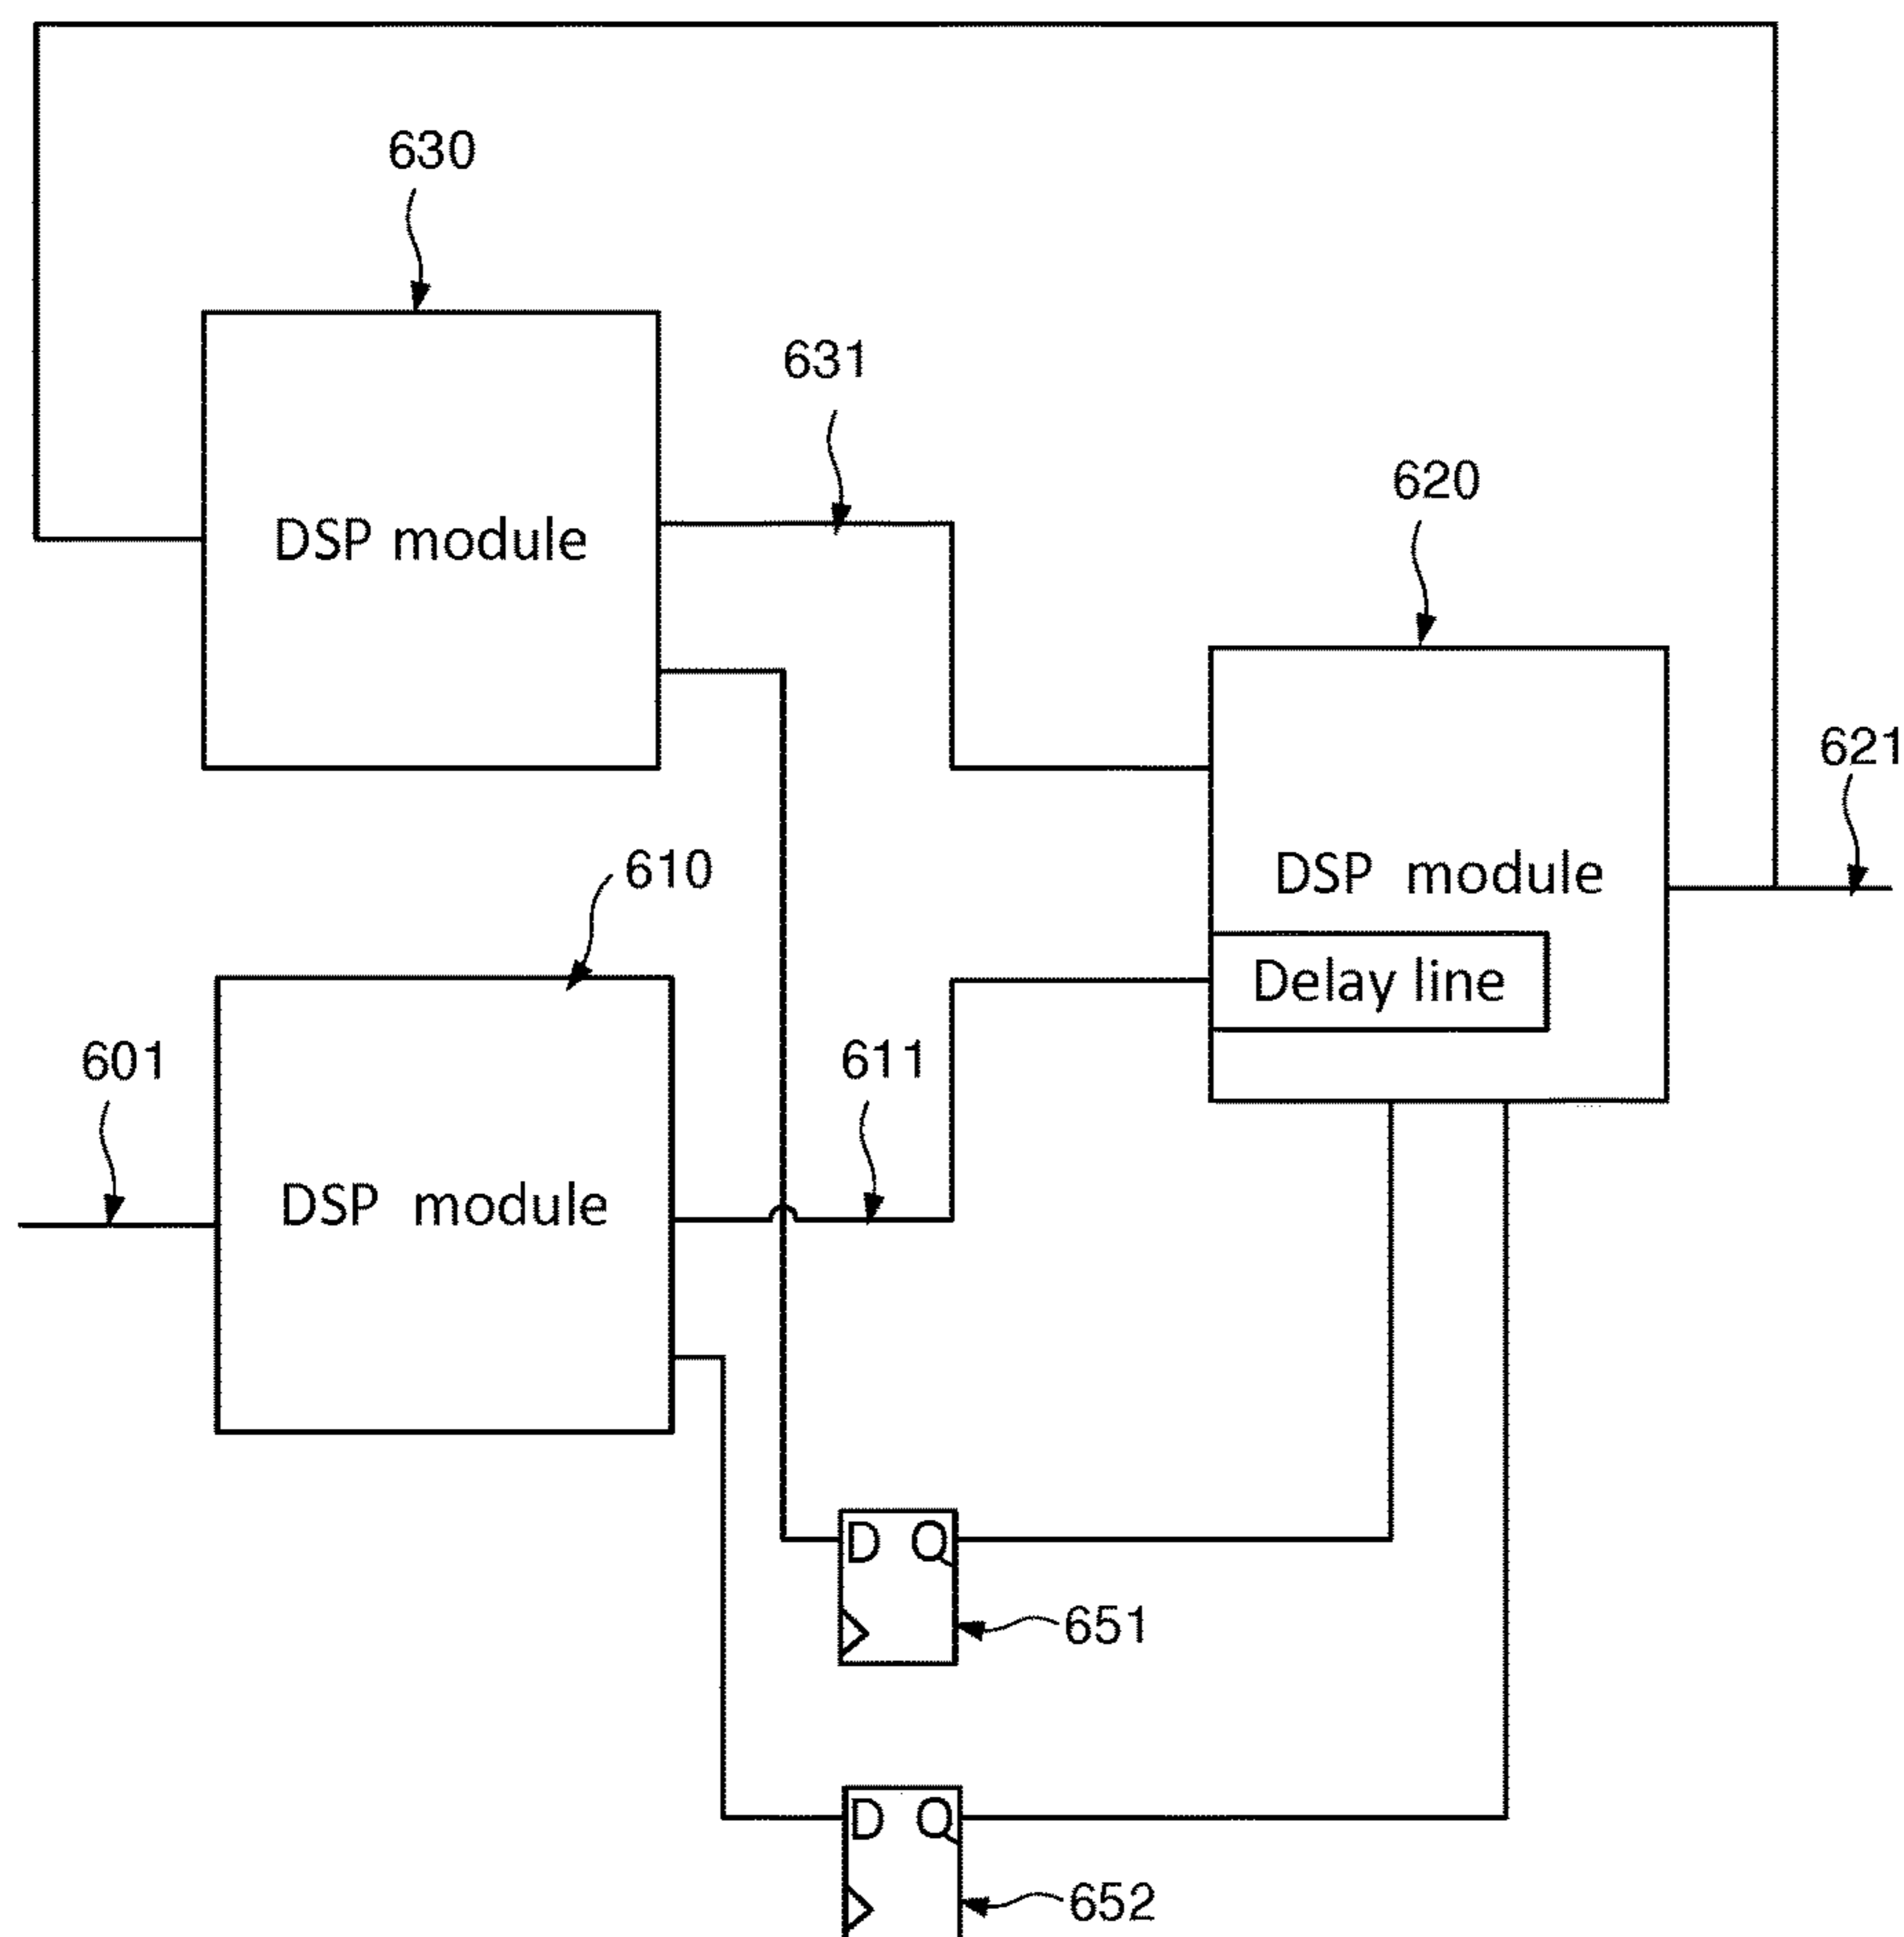 630
631
DSP module
620
621
DSP module
610
Delay line
601
611
DSP module
D Q
651
D Q
652